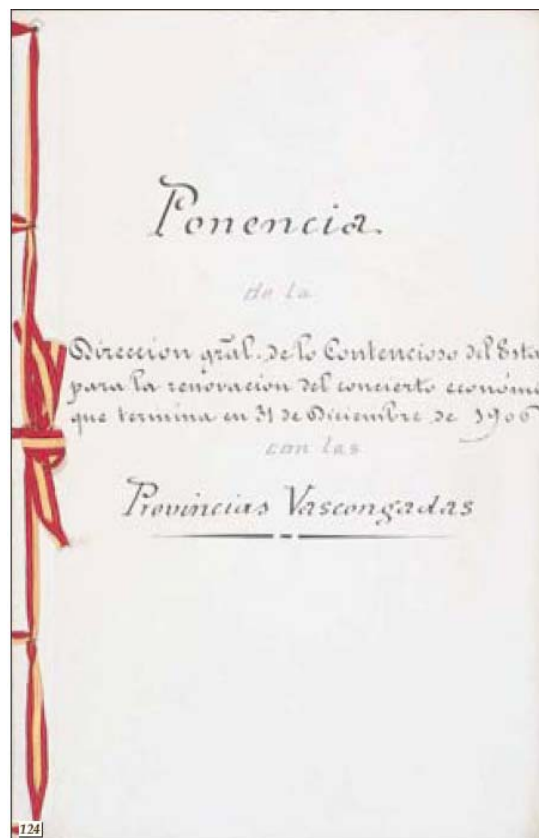 Ponencia.
de la
Direccion gral. de lo Contencioso del Esta
para la renovacion del concierto económi
que termina en 31 de Diciembre de 1906
con las
Provincias Vascongadas
124